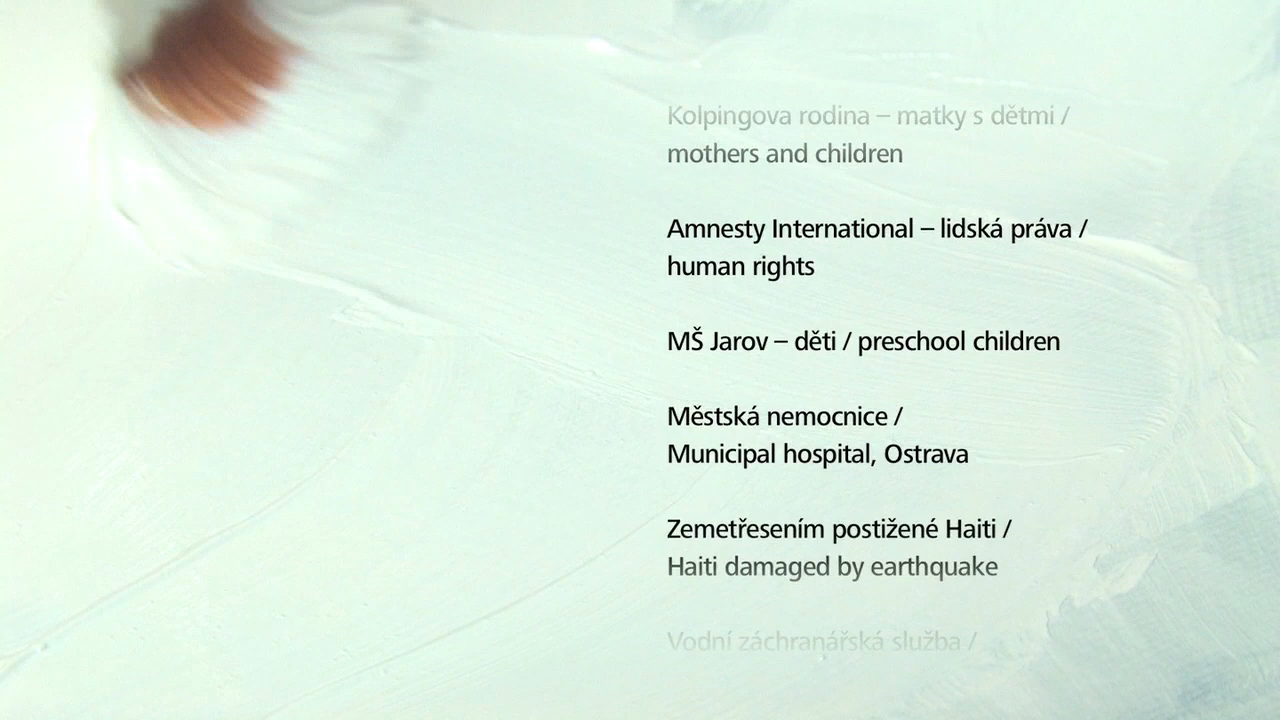 Kolpingova rodina – matky s dětmi /
mothers and children
Amnesty International – lidská práva /
human rights
MŠ Jarov – děti / preschool children
Městská nemocnice /
Municipal hospital, Ostrava
Zemetřesením postižené Haiti /
Haiti damaged by earthquake
Vodní záchranářská služba /